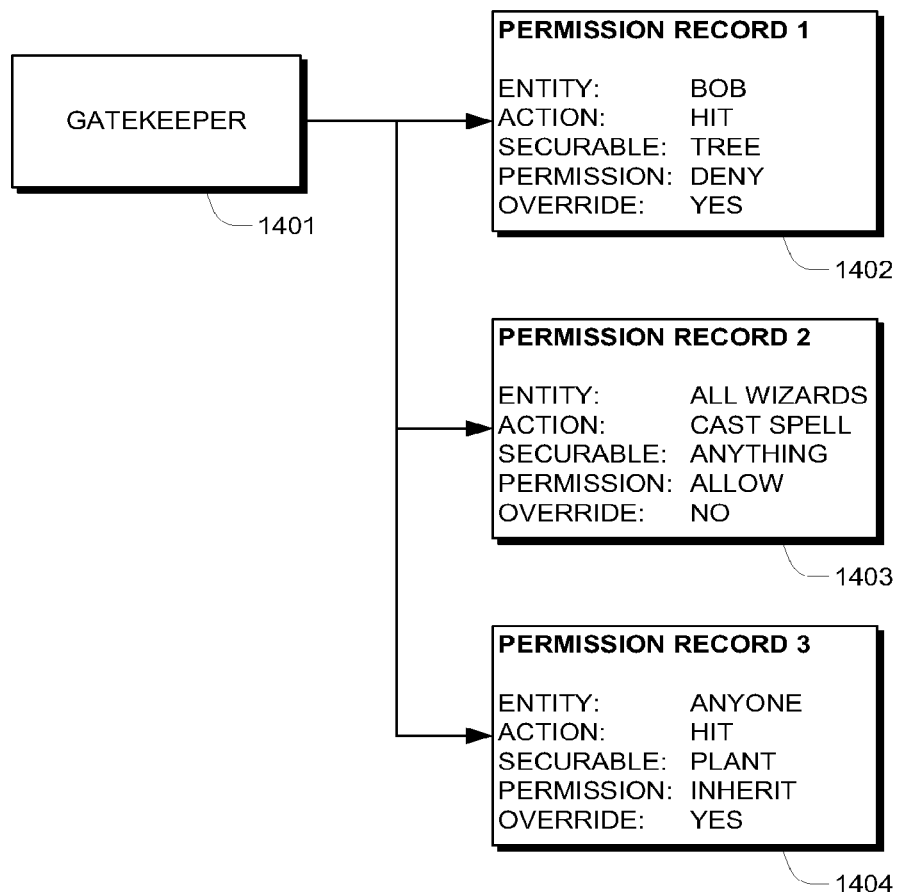 GATEKEEPER
1401
PERMISSION RECORD 1
ENTITY: BOB
ACTION: HIT
SECURABLE: TREE
PERMISSION: DENY
OVERRIDE: YES
1402
PERMISSION RECORD 2
ENTITY: ALL WIZARDS
ACTION: CAST SPELL
SECURABLE: ANYTHING
PERMISSION: ALLOW
OVERRIDE: NO
1403
PERMISSION RECORD 3
ENTITY: ANYONE
ACTION: HIT
SECURABLE: PLANT
PERMISSION: INHERIT
OVERRIDE: YES
1404